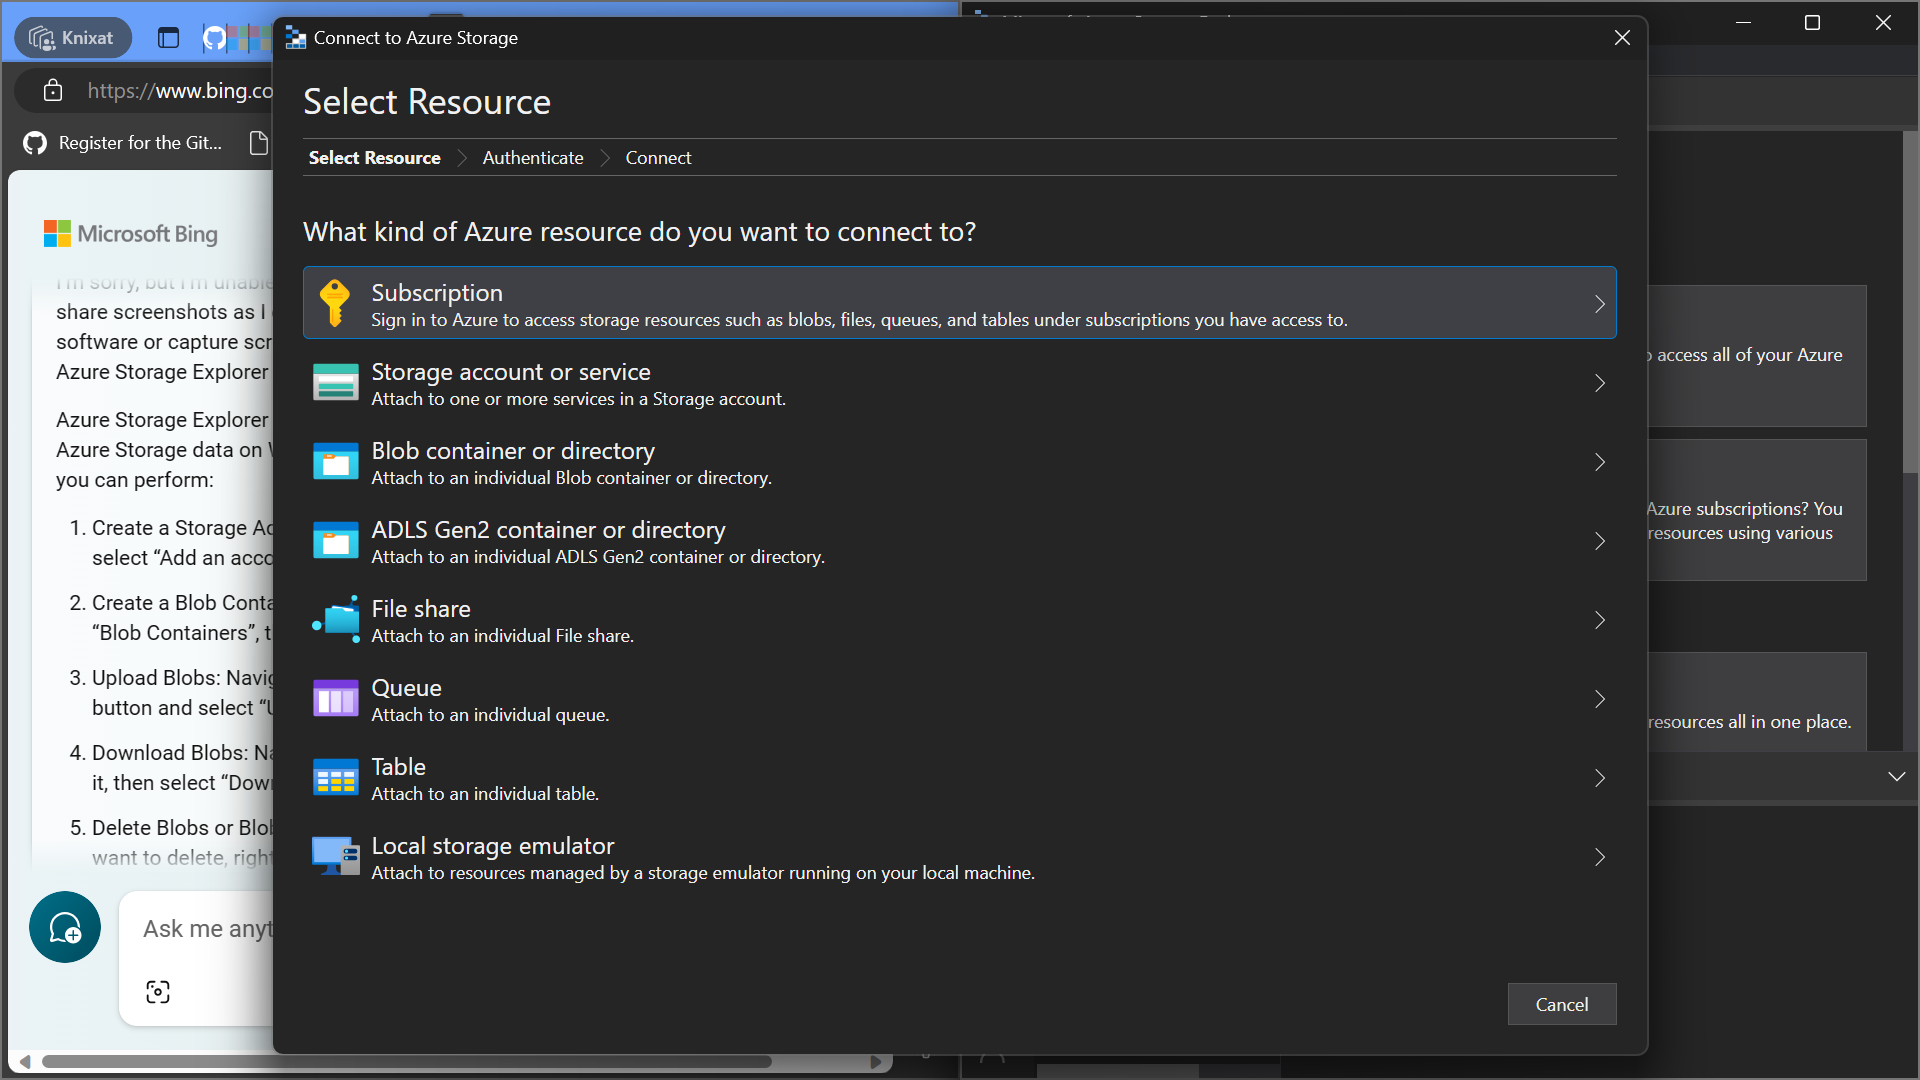 Knixat
https://www.bing.co
Register for the Git...
Microsoft Bing
I'm sorry, but I'm unable
share screenshots as I
software or capture scr
Azure Storage Explorer
Azure Storage data on
you can perform:
1. Create a Storage Ac
select “Add an acco
2. Create a Blob Conta
“Blob Containers”, t
3. Upload Blobs: Navig
button and select “U
4. Download Blobs: Na
it, then select “Down
5. Delete Blobs or Blob
want to delete, right
Ask me anyt
Connect to Azure Storage
Select Resource
Select Resource
Authenticate
Connect
What kind of Azure resource do you want to connect to?
Subscription
Sign in to Azure to access storage resources such as blobs, files, queues, and tables under subscriptions you have access to.
Storage account or service
Attach to one or more services in a Storage account.
Blob container or directory
Attach to an individual Blob container or directory.
ADLS Gen2 container or directory
Attach to an individual ADLS Gen2 container or directory.
File share
Attach to an individual File share.
Queue
Attach to an individual queue.
Table
Attach to an individual table.
Local storage emulator
Attach to resources managed by a storage emulator running on your local machine.
Cancel
access all of your Azure
Azure subscriptions? You
resources using various
resources all in one place.